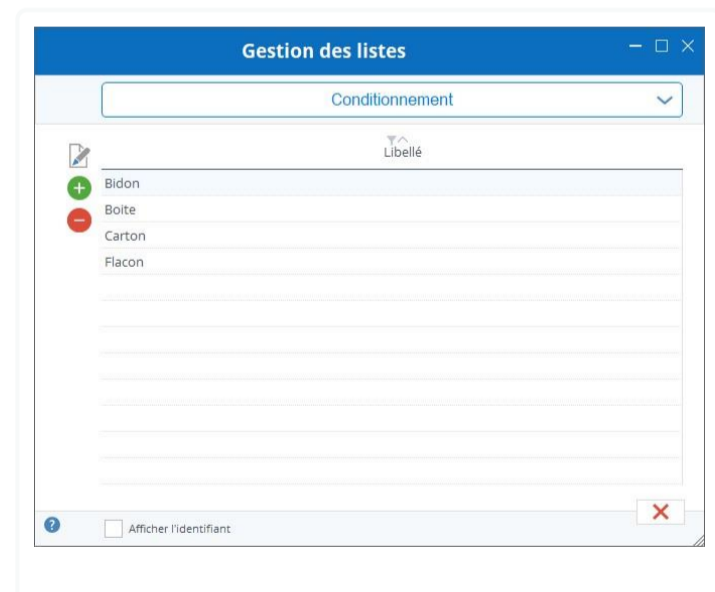 Gestion des listes
Conditionnement
Libellé
Bidon
Boite
Carton
Flacon
? Afficher l'identifiant